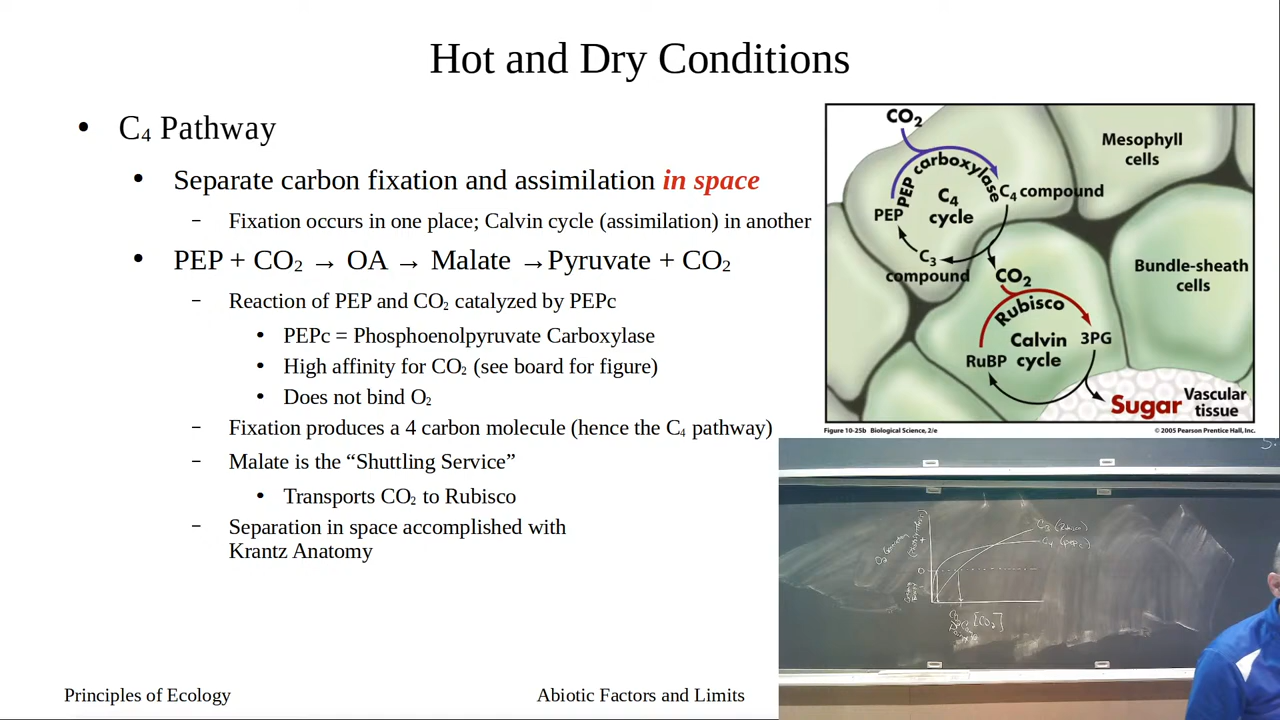 Hot and Dry Conditions
• C₄ Pathway
• Separate carbon fixation and assimilation in space
– Fixation occurs in one place; Calvin cycle (assimilation) in another
• PEP + CO₂ → OA → Malate →Pyruvate + CO₂
– Reaction of PEP and CO₂ catalyzed by PEPc
• PEPc = Phosphoenolpyruvate Carboxylase
• High affinity for CO₂ (see board for figure)
• Does not bind O₂
– Fixation produces a 4 carbon molecule (hence the C₄ pathway)
– Malate is the “Shuttling Service”
• Transports CO₂ to Rubisco
– Separation in space accomplished with
Krantz Anatomy
Principles of Ecology
Abiotic Factors and Limits
CO₂
Mesophyll
cells
PEP carboxylase
C₄ compound
C₄
cycle
PEP
C₃
compound
CO₂
Bundle-sheath
cells
Rubisco
Calvin
cycle
3PG
RuBP
Sugar
Vascular
tissue
Figure 10-25b Biological Science, 2/e
© 2005 Pearson Prentice Hall, Inc.
C₃ (Rubisco)
C₄ (PEPc)
+
0
-
[CO₂]